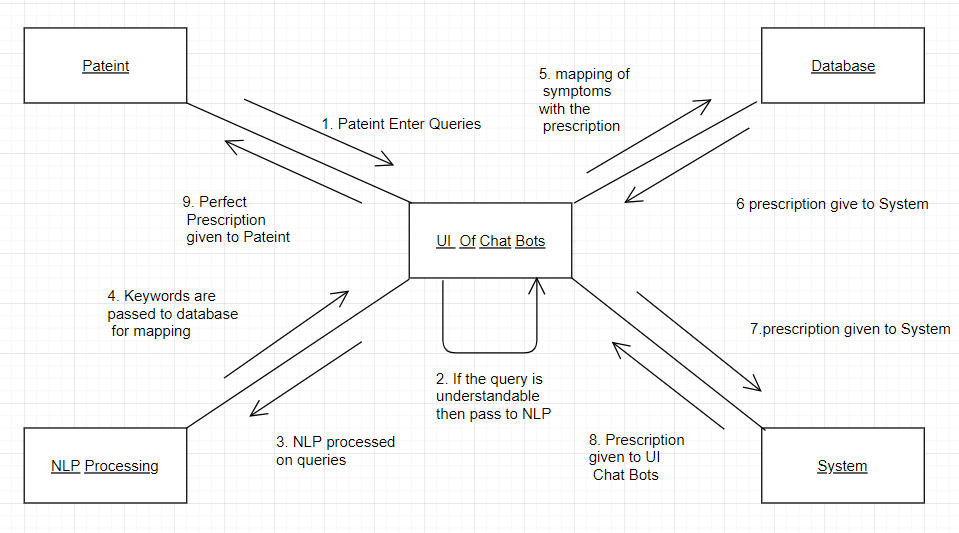 Pateint
Database
5. mapping of
symptoms
with the
prescription
1. Pateint Enter Queries
9. Perfect
Prescription
given to Pateint
6 prescription give to System
UI Of Chat Bots
4. Keywords are
passed to database
for mapping
7.prescription given to System
2. If the query is
understandable
then pass to NLP
3. NLP processed
on queries
8. Prescription
given to UI
Chat Bots
NLP Processing
System